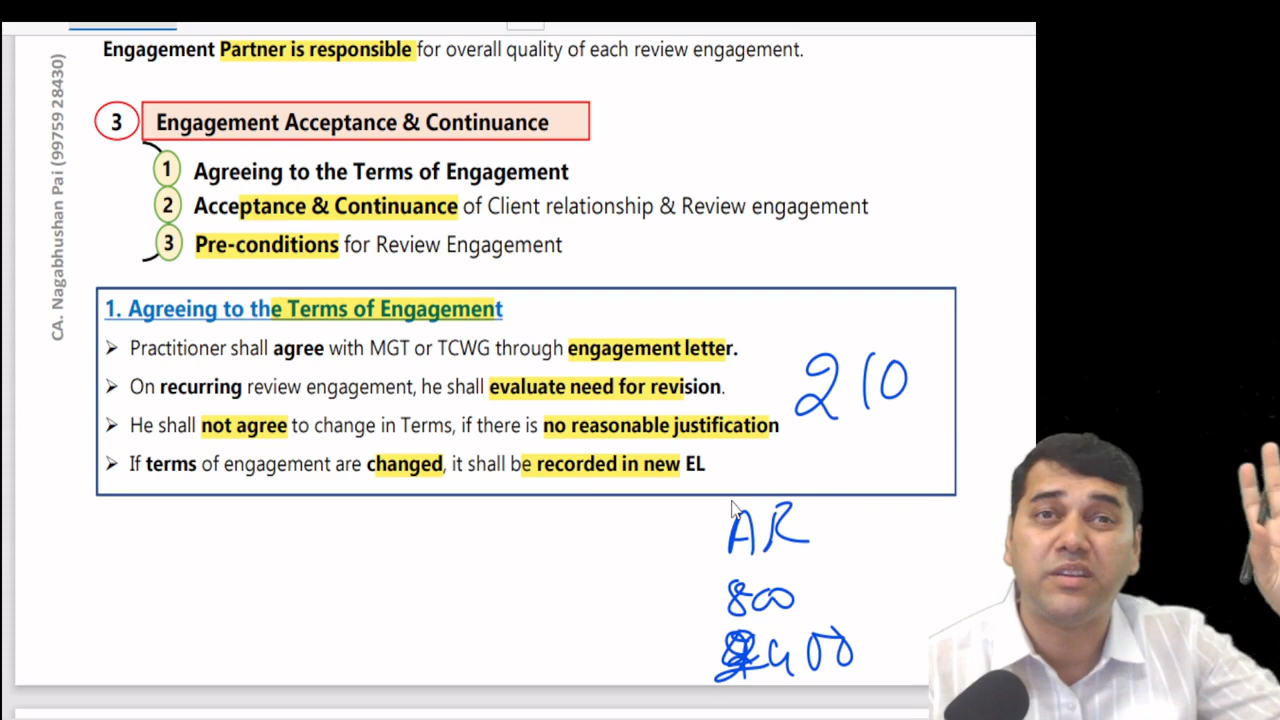 Engagement Partner is responsible for overall quality of each review engagement.
CA. Nagabhushan Pai (99759 28430)
3 Engagement Acceptance & Continuance
1 Agreeing to the Terms of Engagement
2 Acceptance & Continuance of Client relationship & Review engagement
3 Pre-conditions for Review Engagement
1. Agreeing to the Terms of Engagement
➤ Practitioner shall agree with MGT or TCWG through engagement letter.
➤ On recurring review engagement, he shall evaluate need for revision.
➤ He shall not agree to change in Terms, if there is no reasonable justification
➤ If terms of engagement are changed, it shall be recorded in new EL
210
AR
800